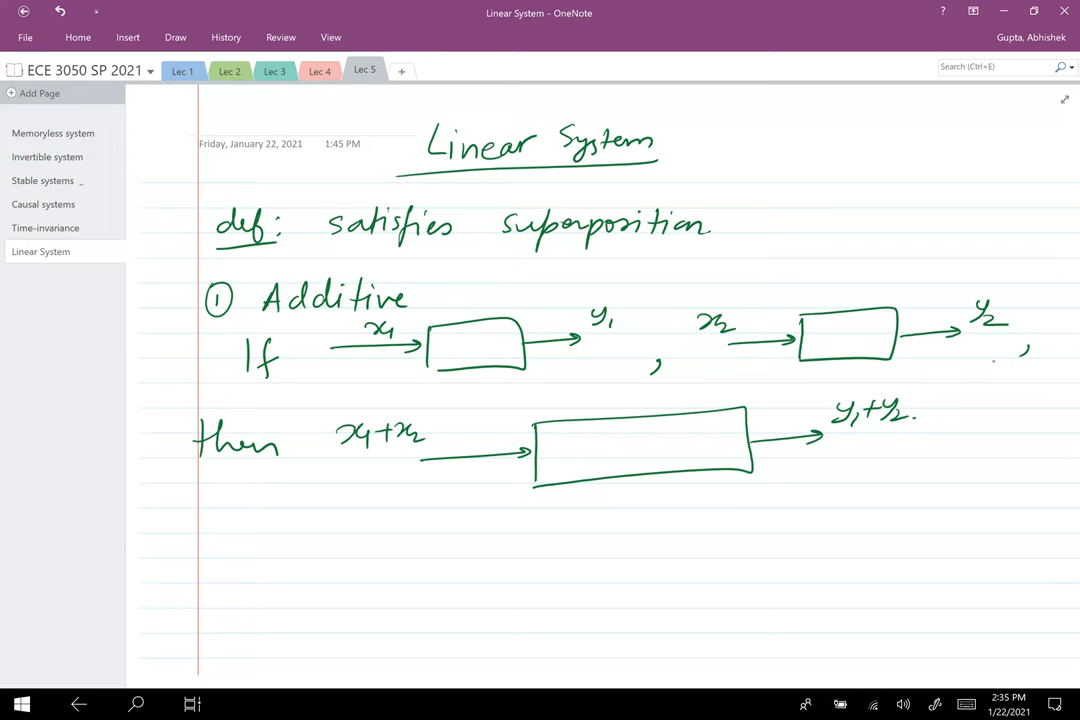 Linear System - OneNote
?
File Home Insert Draw History Review View
Gupta, Abhishek
ECE 3050 SP 2021
Lec 1 Lec 2 Lec 3 Lec 4 Lec 5 +
Search (Ctrl+E)
Add Page
Memoryless system
Invertible system
Stable systems _
Causal systems
Time-invariance
Linear System
Friday, January 22, 2021 1:45 PM
Linear System
def: satisfies superposition
① Additive
If x1 y1 , x2 y2 ,
then x1+x2 y1+y2.
2:35 PM
1/22/2021